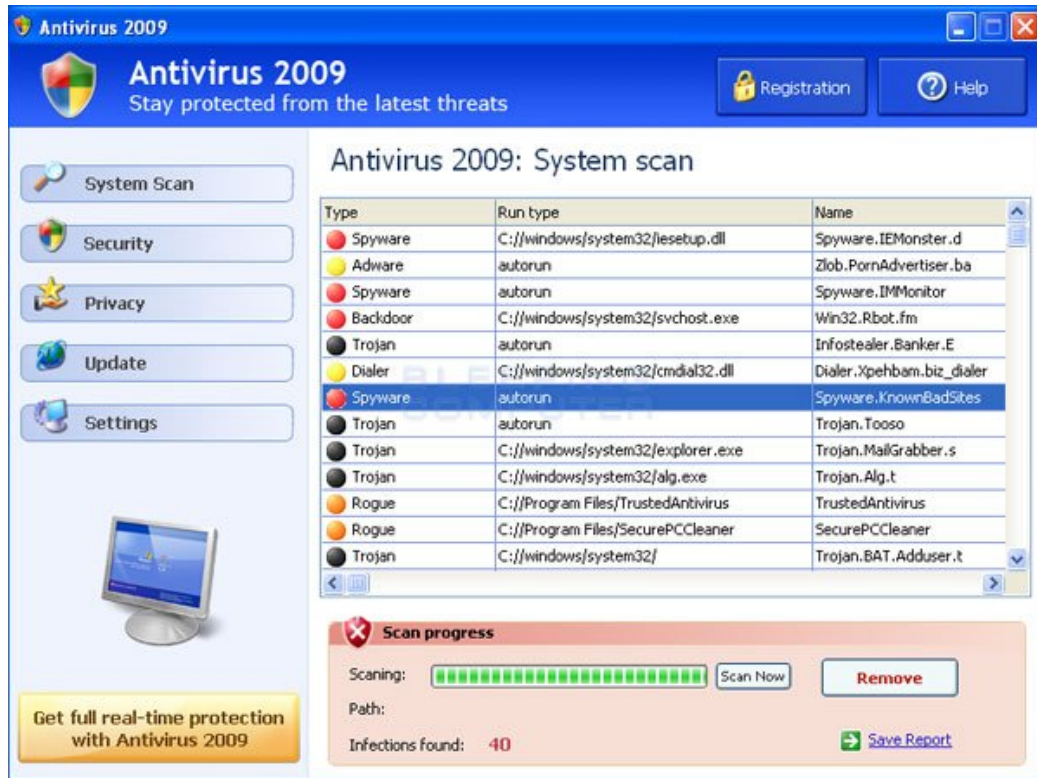 Antivirus 2009
Antivirus 2009
Stay protected from the latest threats
Registration
Help
System Scan
Security
Privacy
Update
Settings
Get full real-time protection
with Antivirus 2009
Antivirus 2009: System scan
Type Run type Name
Spyware C://windows/system32/iesetup.dll Spyware.IEMonster.d
Adware autorun Zlob.PornAdvertiser.ba
Spyware autorun Spyware.IMMonitor
Backdoor C://windows/system32/svchost.exe Win32.Rbot.fm
Trojan autorun Infostealer.Banker.E
Dialer C://windows/system32/cmdial32.dll Dialer.Xpehbam.biz_dialer
Spyware autorun Spyware.KnownBadSites
Trojan autorun Trojan.Tooso
Trojan C://windows/system32/explorer.exe Trojan.MailGrabber.s
Trojan C://windows/system32/alg.exe Trojan.Alg.t
Rogue C://Program Files/TrustedAntivirus TrustedAntivirus
Rogue C://Program Files/SecurePCCleaner SecurePCCleaner
Trojan C://windows/system32/ Trojan.BAT.Adduser.t
BLEEPING
COMPUTER
Scan progress
Scaning: Scan Now
Remove
Path:
Infections found: 40
Save Report